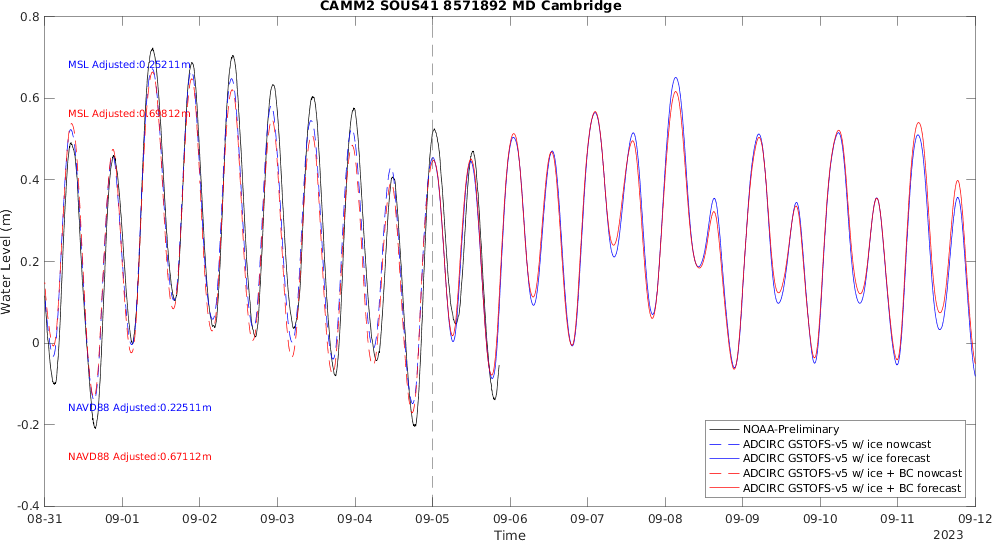 CAMM2 SOUS41 8571892 MD Cambridge
Water Level (m)
0.8
0.6
0.4
0.2
0
-0.2
-0.4
MSL Adjusted:0.25211m
MSL Adjusted:0.69812m
NAVD88 Adjusted:0.22511m
NAVD88 Adjusted:0.67112m
NOAA-Preliminary
ADCIRC GSTOFS-v5 w/ ice nowcast
ADCIRC GSTOFS-v5 w/ ice forecast
ADCIRC GSTOFS-v5 w/ ice + BC nowcast
ADCIRC GSTOFS-v5 w/ ice + BC forecast
08-31 09-01 09-02 09-03 09-04 09-05 09-06 09-07 09-08 09-09 09-10 09-11 09-12
Time
2023